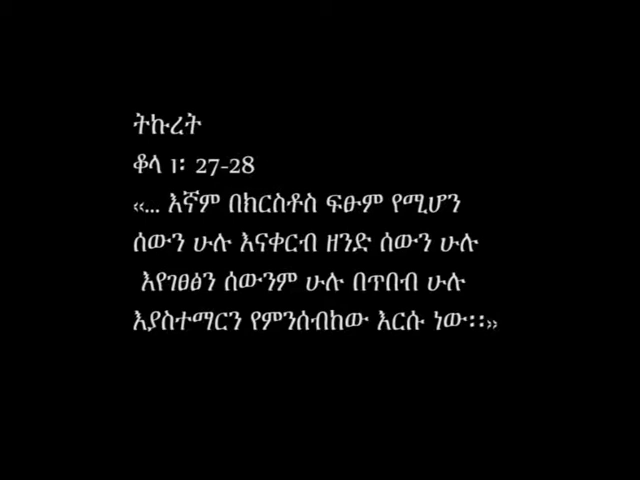 ትኩረት
ቆላ 1፡ 27-28
‹‹... እኛም በክርስቶስ ፍፁም የሚሆን
ሰውን ሁሉ እናቀርብ ዘንድ ሰውን ሁሉ
እየገፀፅን ሰውንም ሁሉ በጥበብ ሁሉ
እያስተማርን የምንሰብከው እርሱ ነው፡፡››